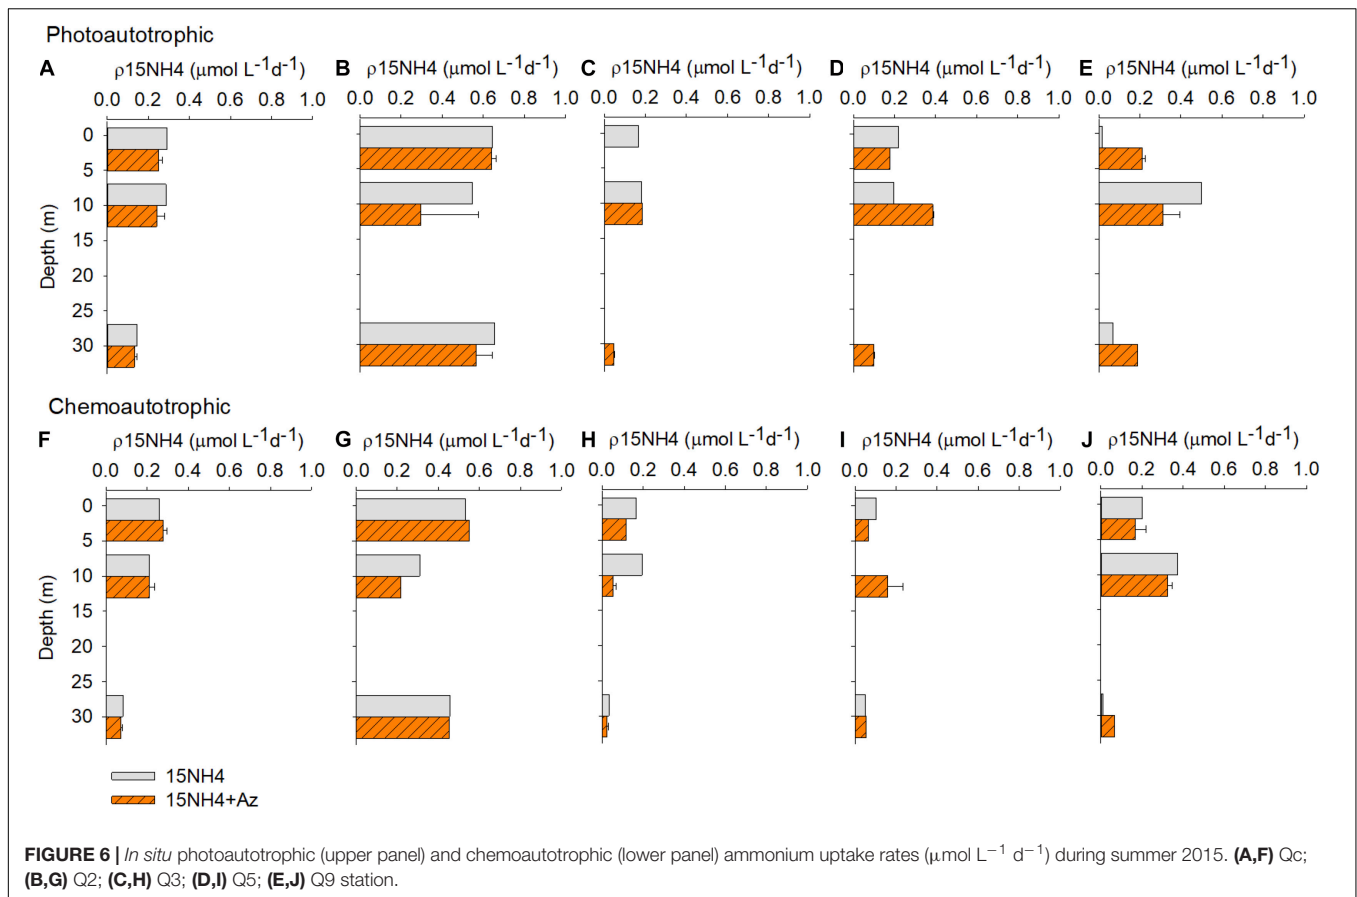 Photoautotrophic
A ρ15NH4 (μmol L-1d-1) B ρ15NH4 (μmol L-1d-1) C ρ15NH4 (μmol L-1d-1) D ρ15NH4 (μmol L-1d-1) E ρ15NH4 (μmol L-1d-1)
0.0 0.2 0.4 0.6 0.8 1.0 0.0 0.2 0.4 0.6 0.8 1.0 0.0 0.2 0.4 0.6 0.8 1.0 0.0 0.2 0.4 0.6 0.8 1.0 0.0 0.2 0.4 0.6 0.8 1.0
0
5
10
15
20
25
30
Depth (m)
Chemoautotrophic
F ρ15NH4 (μmol L-1d-1) G ρ15NH4 (μmol L-1d-1) H ρ15NH4 (μmol L-1d-1) I ρ15NH4 (μmol L-1d-1) J ρ15NH4 (μmol L-1d-1)
0.0 0.2 0.4 0.6 0.8 1.0 0.0 0.2 0.4 0.6 0.8 1.0 0.0 0.2 0.4 0.6 0.8 1.0 0.0 0.2 0.4 0.6 0.8 1.0 0.0 0.2 0.4 0.6 0.8 1.0
0
5
10
15
20
25
30
Depth (m)
15NH4
15NH4+Az
FIGURE 6 | In situ photoautotrophic (upper panel) and chemoautotrophic (lower panel) ammonium uptake rates (μmol L−1 d−1) during summer 2015. (A,F) Qc;
(B,G) Q2; (C,H) Q3; (D,I) Q5; (E,J) Q9 station.